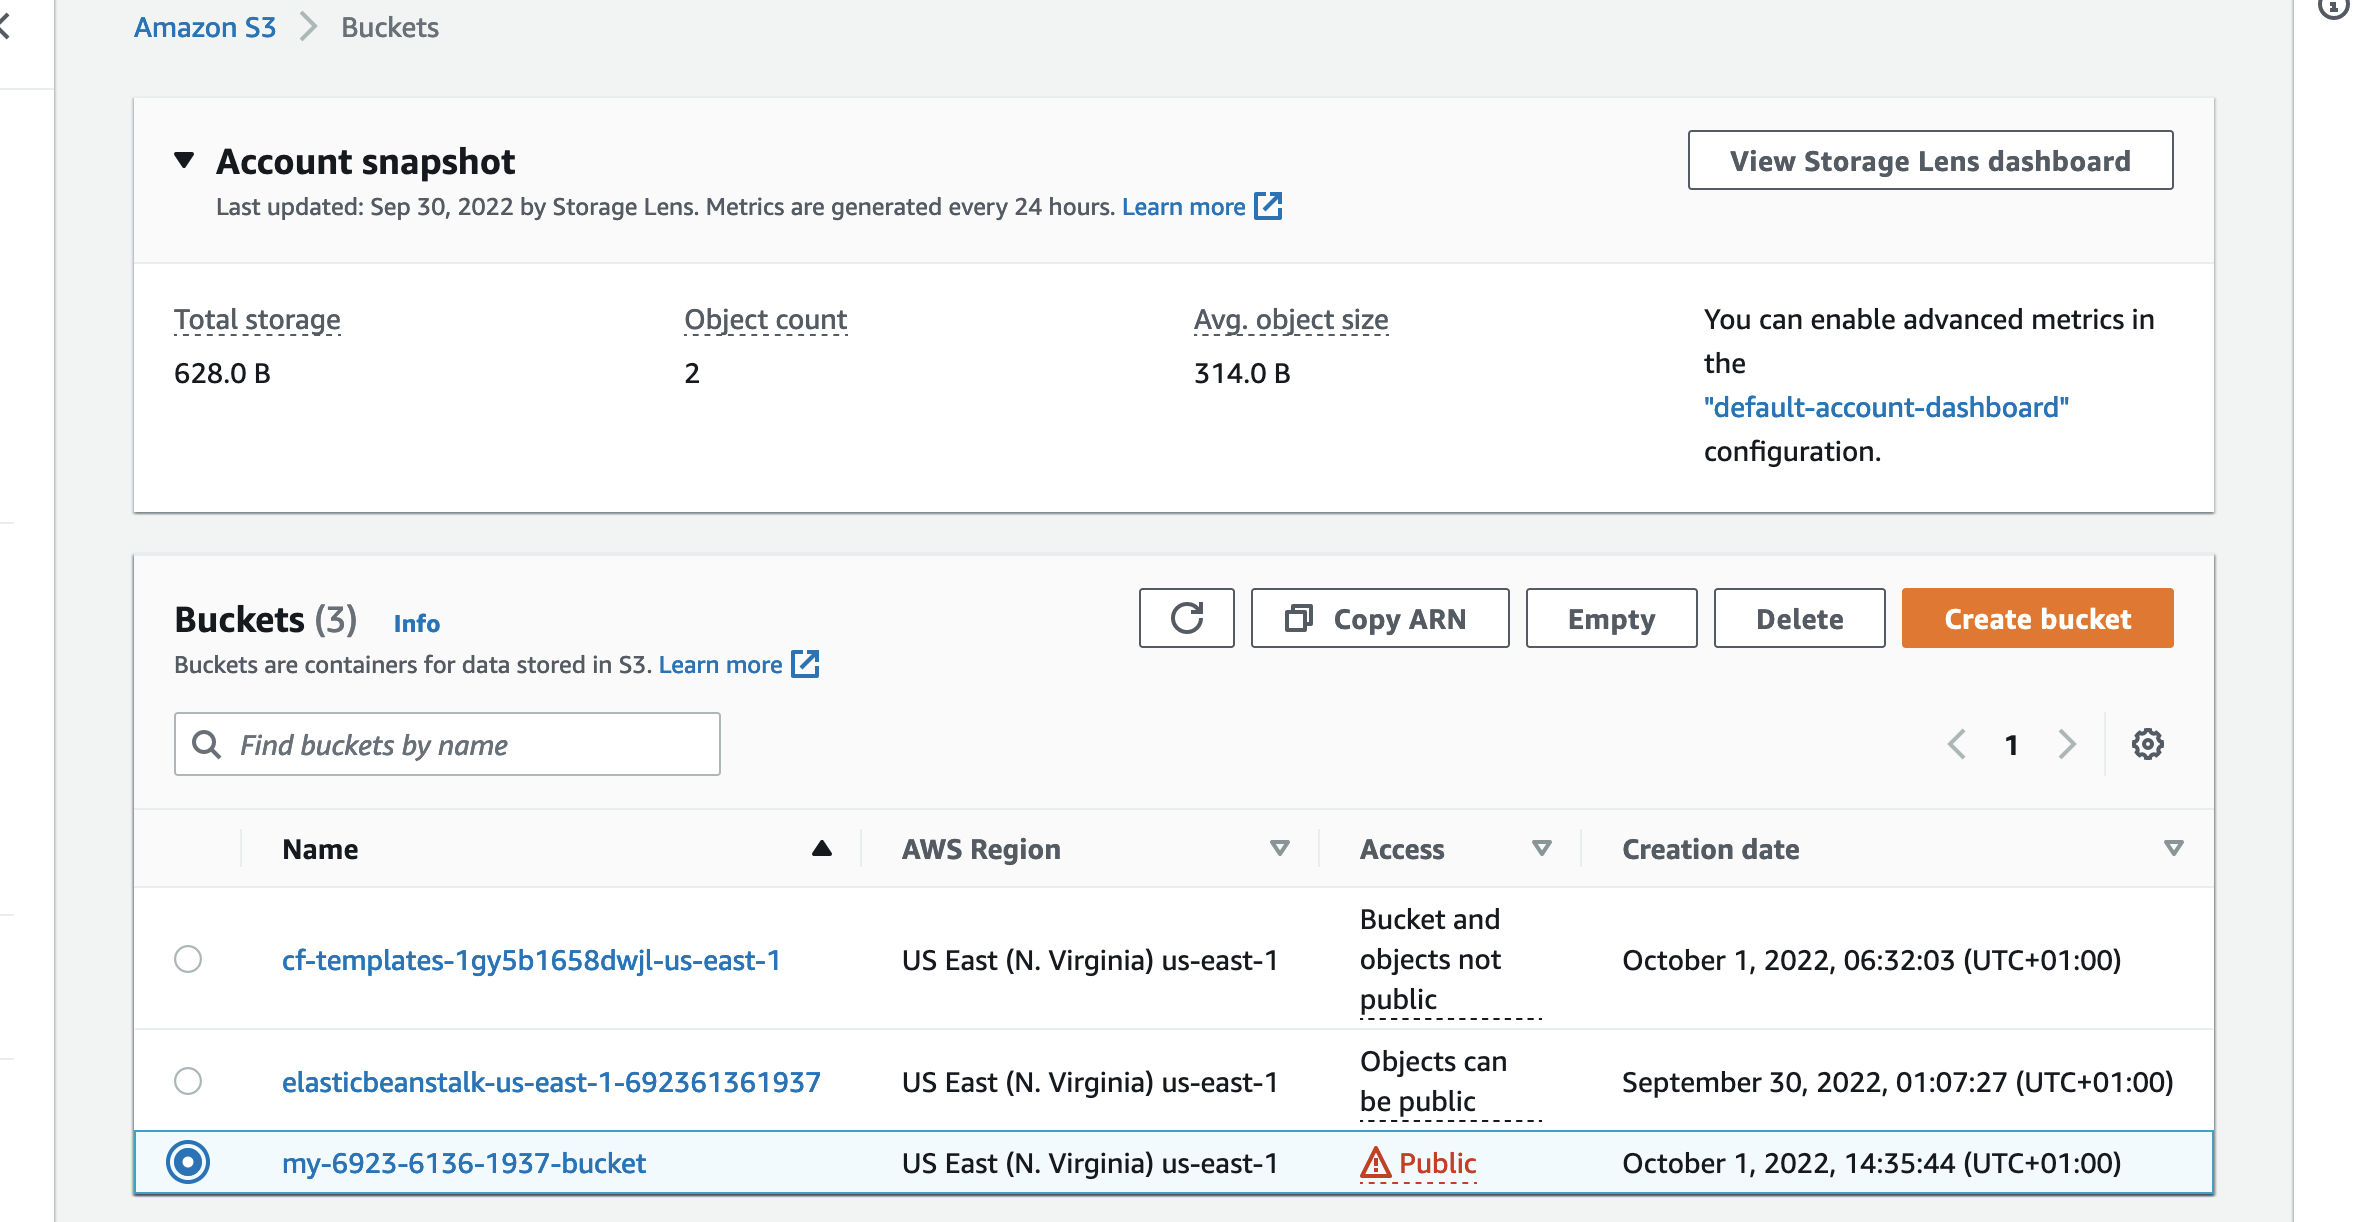 Amazon S3 > Buckets
Account snapshot
View Storage Lens dashboard
Last updated: Sep 30, 2022 by Storage Lens. Metrics are generated every 24 hours. Learn more
Total storage
628.0 B
Object count
2
Avg. object size
314.0 B
You can enable advanced metrics in
the
"default-account-dashboard"
configuration.
Buckets (3) Info
Copy ARN
Empty
Delete
Create bucket
Buckets are containers for data stored in S3. Learn more
Find buckets by name
1
Name AWS Region Access Creation date
cf-templates-1gy5b1658dwjl-us-east-1
US East (N. Virginia) us-east-1
Bucket and
objects not
public
October 1, 2022, 06:32:03 (UTC+01:00)
elasticbeanstalk-us-east-1-692361361937
US East (N. Virginia) us-east-1
Objects can
be public
September 30, 2022, 01:07:27 (UTC+01:00)
my-6923-6136-1937-bucket
US East (N. Virginia) us-east-1
Public
October 1, 2022, 14:35:44 (UTC+01:00)